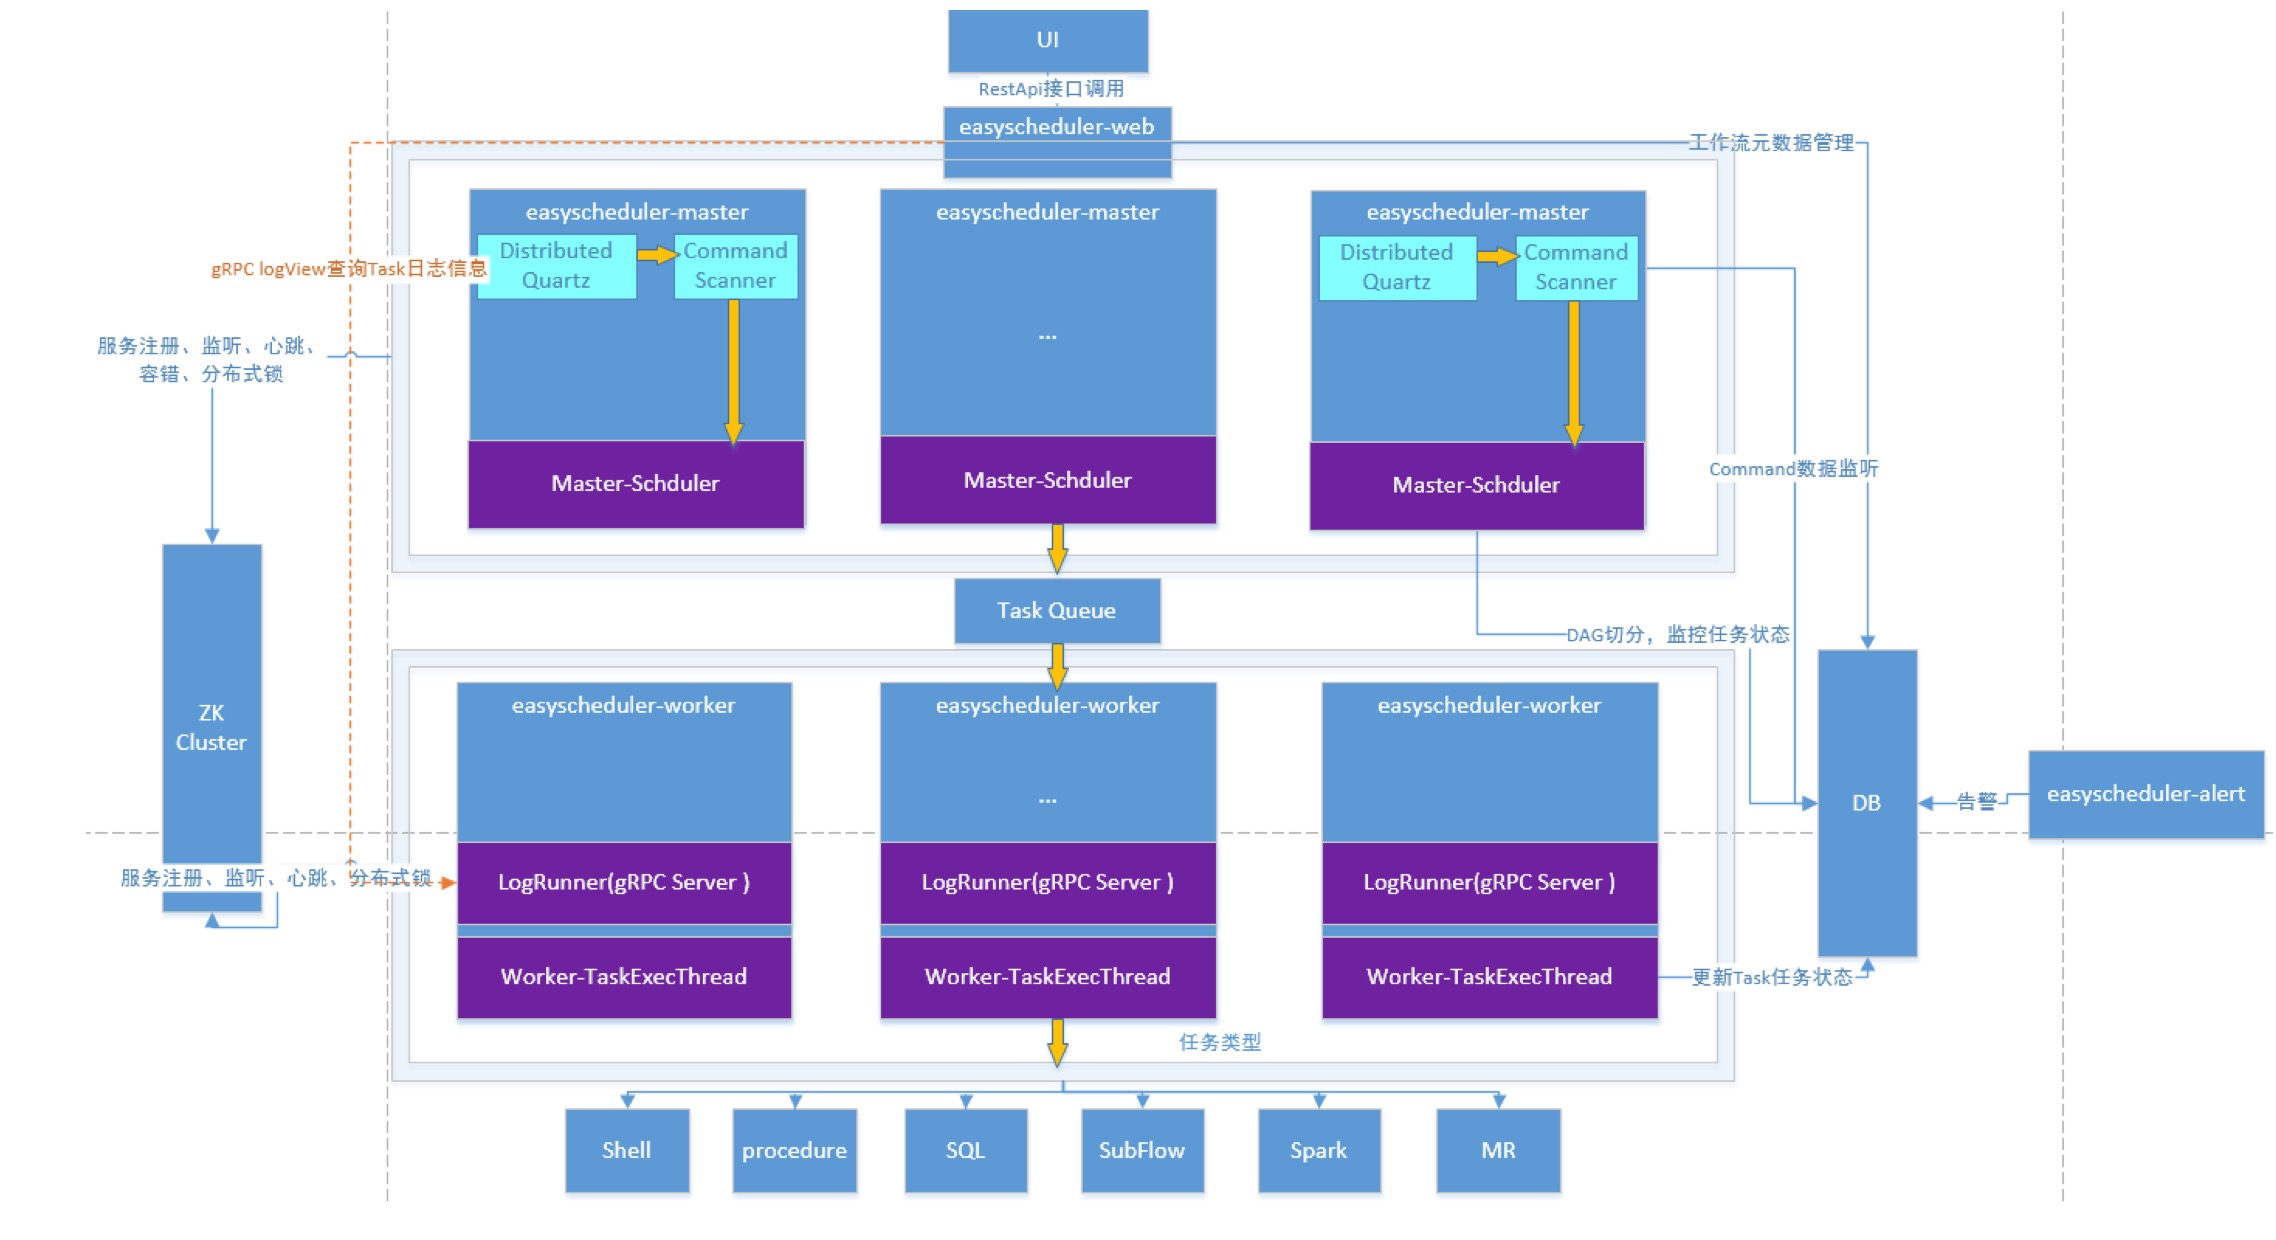 UI
RestApi接口调用
easyscheduler-web
工作流元数据管理
easyscheduler-master
Distributed
Quartz
Command
Scanner
Master-Schduler
easyscheduler-master
...
Master-Schduler
easyscheduler-master
Distributed
Quartz
Command
Scanner
Master-Schduler
gRPC logView查询Task日志信息
服务注册、监听、心跳、
容错、分布式锁
Command数据监听
Task Queue
DAG切分，监控任务状态
ZK
Cluster
easyscheduler-worker
LogRunner(gRPC Server )
Worker-TaskExecThread
easyscheduler-worker
...
LogRunner(gRPC Server )
Worker-TaskExecThread
easyscheduler-worker
LogRunner(gRPC Server )
Worker-TaskExecThread
DB
告警
easyscheduler-alert
服务注册、监听、心跳、分布式锁
更新Task任务状态
任务类型
Shell
procedure
SQL
SubFlow
Spark
MR